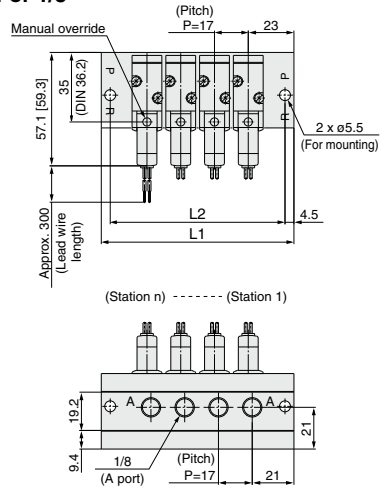 (Pitch)
P=17
23
Manual override
P
R
35
(DIN 36.2)
57.1 [59.3]
P
R
2 x ø5.5
(For mounting)
Approx. 300
(Lead wire
length)
L2
4.5
L1
(Station n) ------ (Station 1)
A
A
19.2
9.4
21
1/8
(A port)
(Pitch)
P=17
21